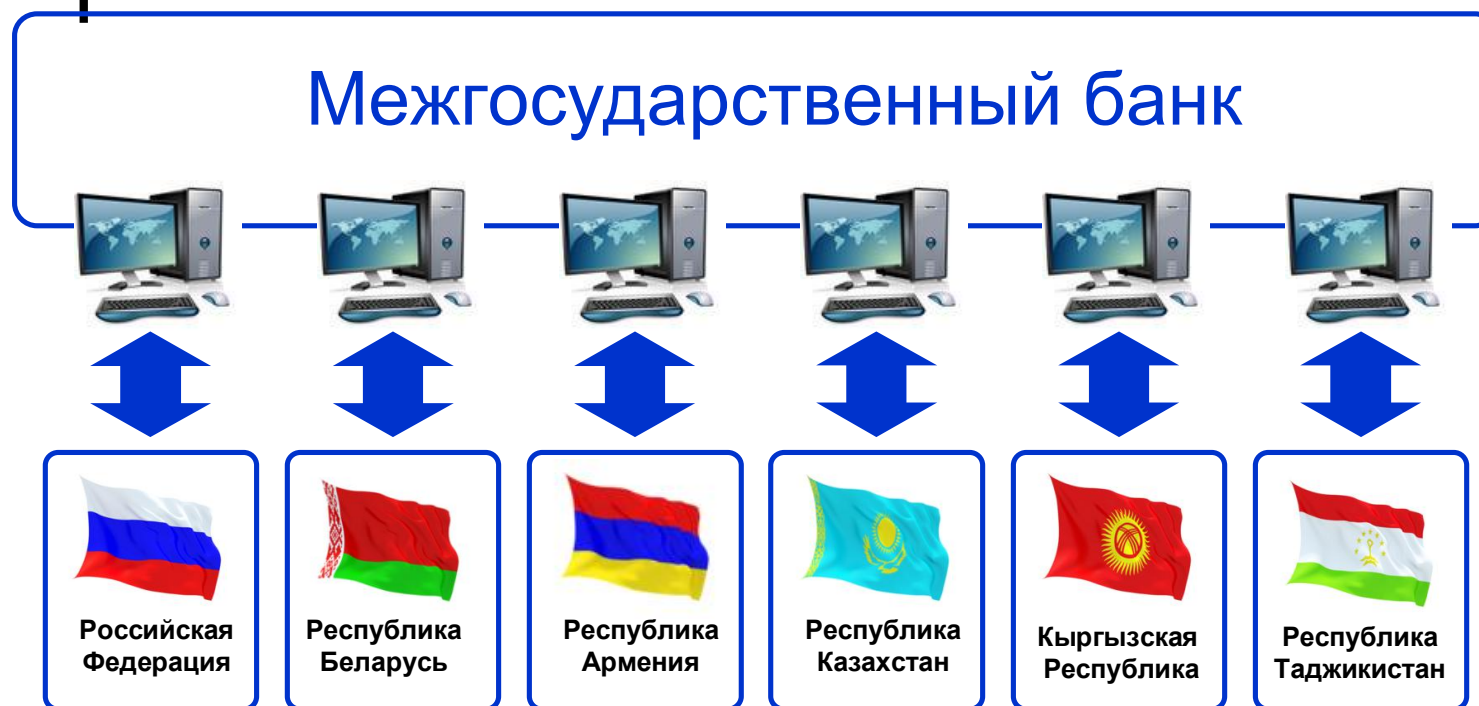 Межгосударственный банк
Российская
Федерация
Республика
Беларусь
Республика
Армения
Республика
Казахстан
Кыргызская
Республика
Республика
Таджикистан